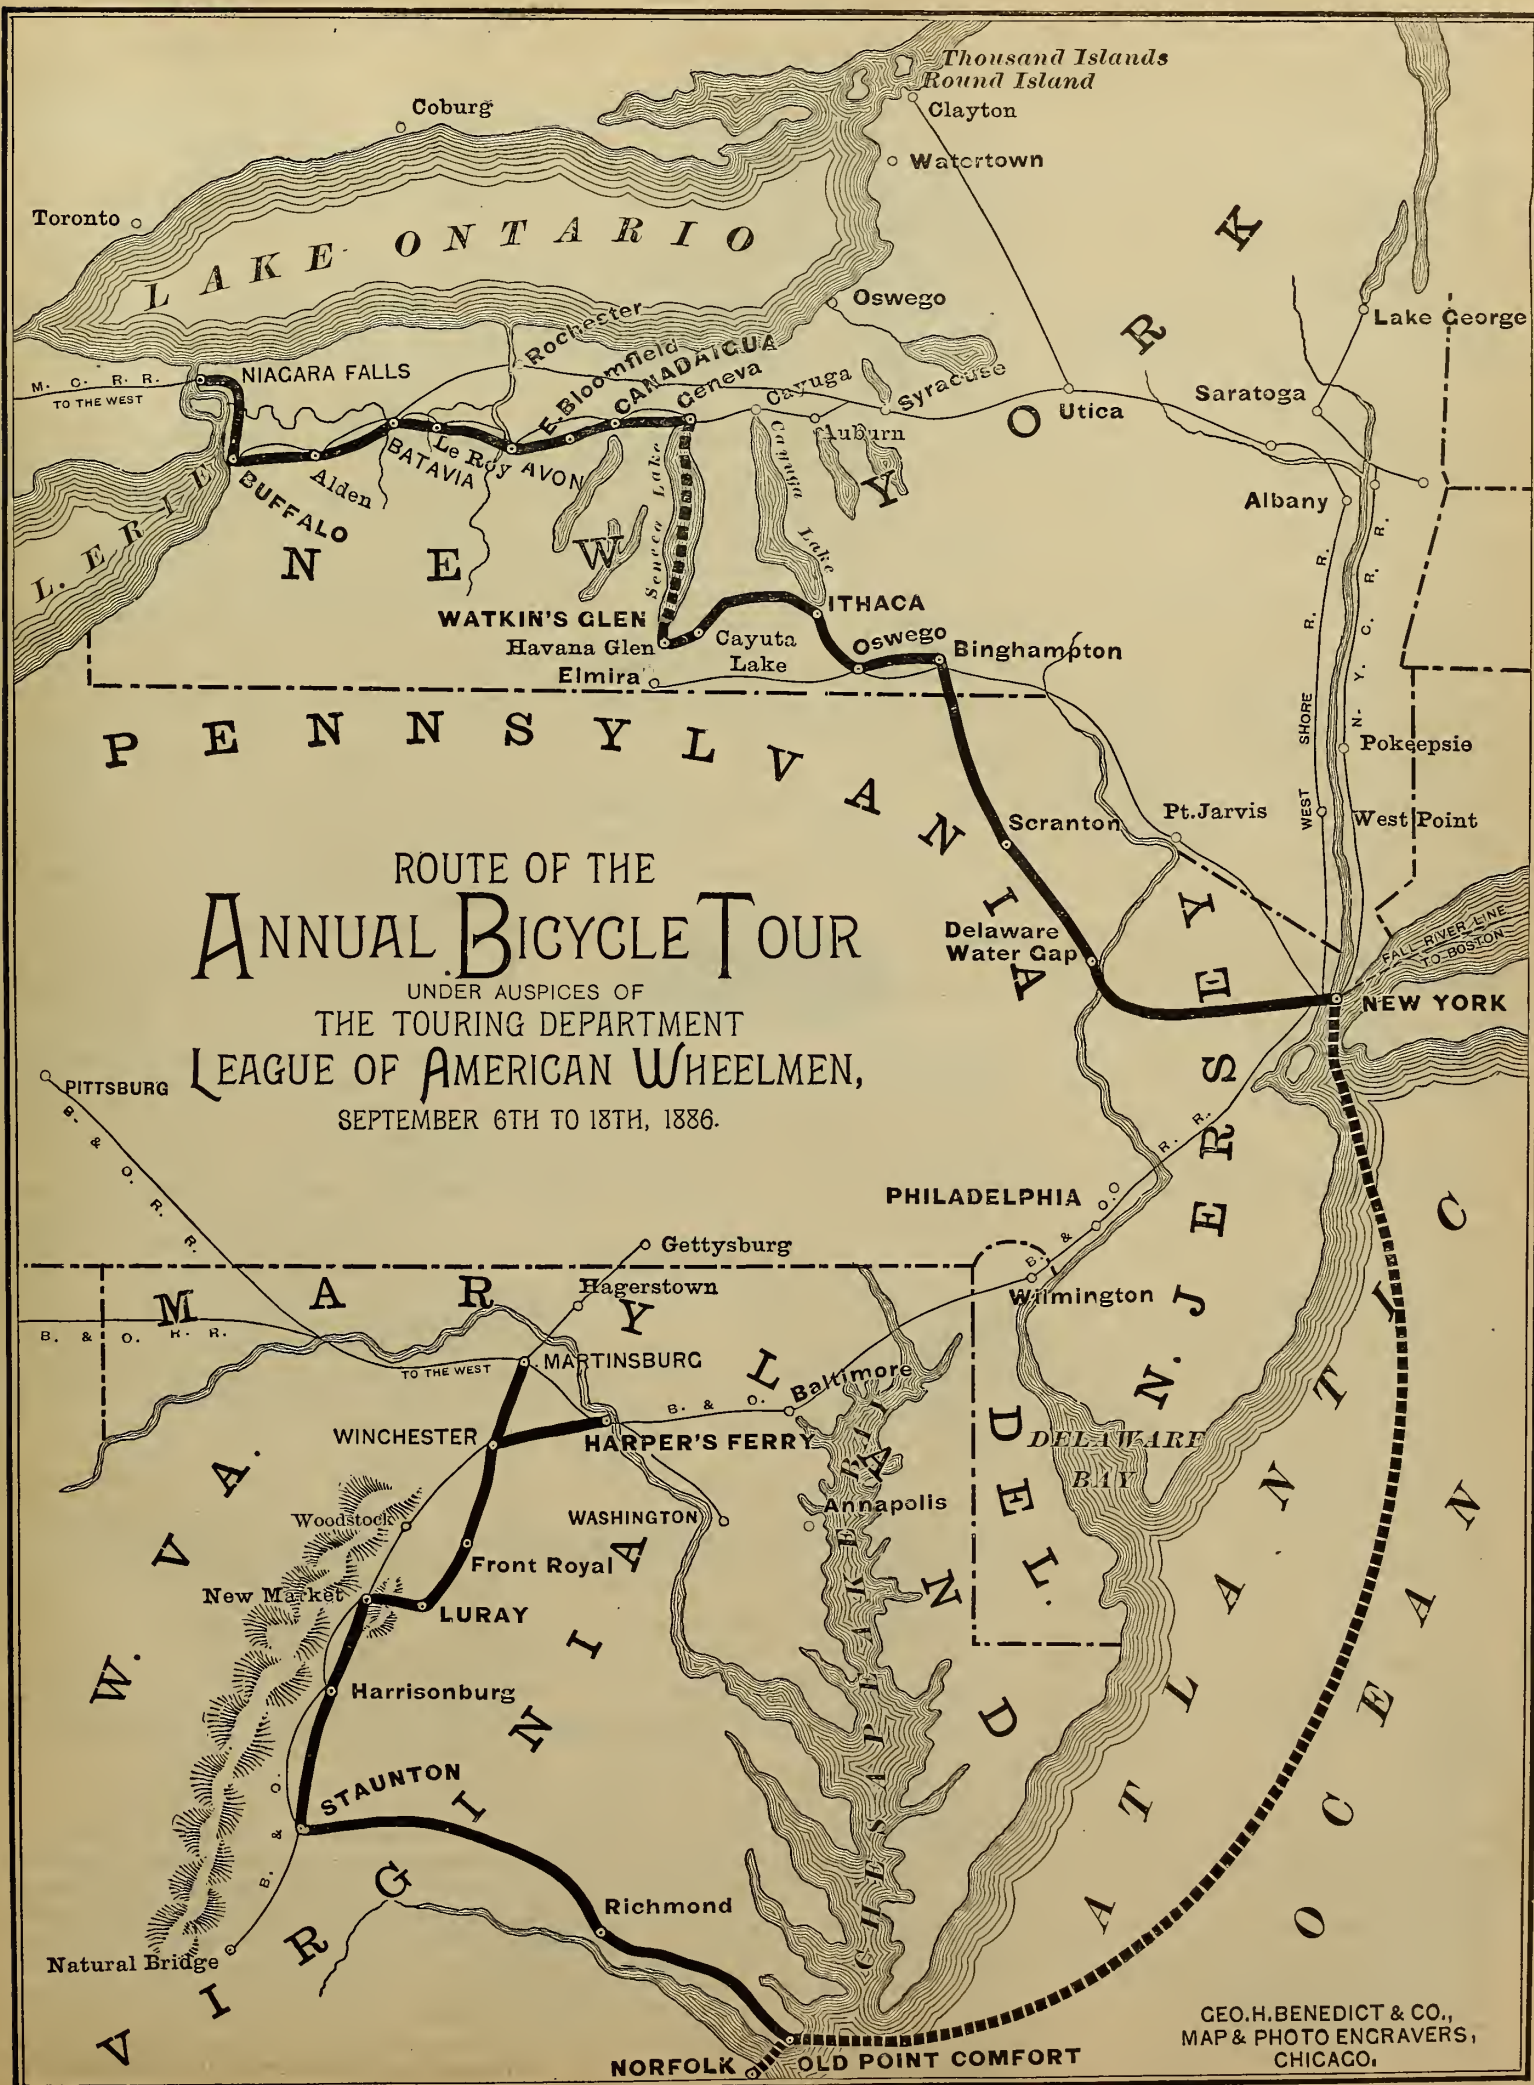 Thousand Islands
Round Island
Clayton
Coburg
Watertown
Toronto
LAKE ONTARIO
Oswego
Rochester
Lake George
M. C. R. R.
TO THE WEST
NIAGARA FALLS
E. Bloomfield
CANADAIGUA
Geneva
Cayuga
Syracuse
Utica
Saratoga
Auburn
BUFFALO
Alden
BATAVIA
Le Roy
AVON
Seneca Lake
Cayuga Lake
Albany
L. ERIE
NEW YORK
WATKIN'S GLEN
Havana Glen
Elmira
Cayuta
Lake
ITHACA
Oswego
Binghampton
WEST SHORE R. R.
N. Y. C. R. R.
PENNSYLVANIA
Pokeepsie
Scranton
Pt. Jarvis
West Point
ROUTE OF THE
ANNUAL BICYCLE TOUR
UNDER AUSPICES OF
THE TOURING DEPARTMENT
LEAGUE OF AMERICAN WHEELMEN,
SEPTEMBER 6TH TO 18TH, 1886.
Delaware
Water Gap
FALL RIVER LINE
TO BOSTON
NEW YORK
N. JERSEY
PITTSBURG
B. & O. R. R.
B. & O. R. R.
PHILADELPHIA
Gettysburg
Hagerstown
Wilmington
MARYLAND
B. & O. R. R.
TO THE WEST
MARTINSBURG
B. & O.
Baltimore
WINCHESTER
HARPER'S FERRY
DEL.
DELAWARE
BAY
W. VA.
Woodstock
WASHINGTON
Annapolis
Front Royal
New Market
LURAY
CHESAPEAKE BAY
Harrisonburg
STAUNTON
B. & O.
VIRGINIA
Richmond
Natural Bridge
ATLANTIC
ATLANTIC OCEAN
NORFOLK
OLD POINT COMFORT
GEO. H. BENEDICT & CO.,
MAP & PHOTO ENGRAVERS,
CHICAGO.